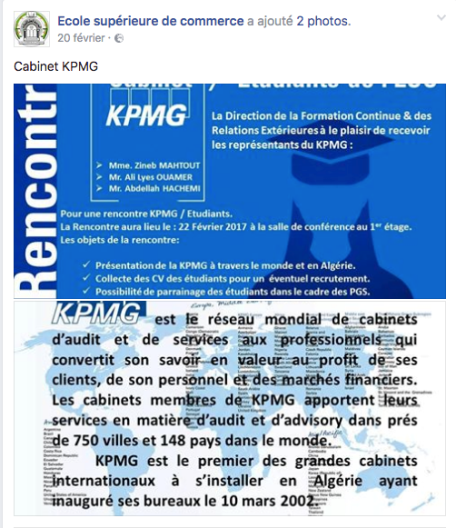 Ecole supérieure de commerce a ajouté 2 photos.
20 février
Cabinet KPMG
Rencontr
Cabinet / Etudiants de l'ESC
KPMG
La Direction de la Formation Continue & des
Relations Extérieures à le plaisir de recevoir
les représentants du KPMG :
➢ Mme. Zineb MAHTOUT
➢ Mr. Ali Lyes OUAMER
➢ Mr. Abdellah HACHEMI
Pour une rencontre KPMG / Etudiants.
La Rencontre aura lieu le : 22 Février 2017 à la salle de conférence au 1er étage.
Les objets de la rencontre:
✓ Présentation de la KPMG à travers le monde et en Algérie.
✓ Collecte des CV des étudiants pour un éventuel recrutement.
✓ Possibilité de parrainage des étudiants dans le cadre des PGS.
KPMG est le réseau mondial de cabinets
d'audit et de services aux professionnels qui
convertit son savoir en valeur au profit de ses
clients, de son personnel et des marchés financiers.
Les cabinets membres de KPMG apportent leurs
services en matière d'audit et d'advisory dans prés
de 750 villes et 148 pays dans le monde.
KPMG est le premier des grandes cabinets
Internationaux à s'installer en Algérie ayant
inauguré ses bureaux le 10 mars 2002.